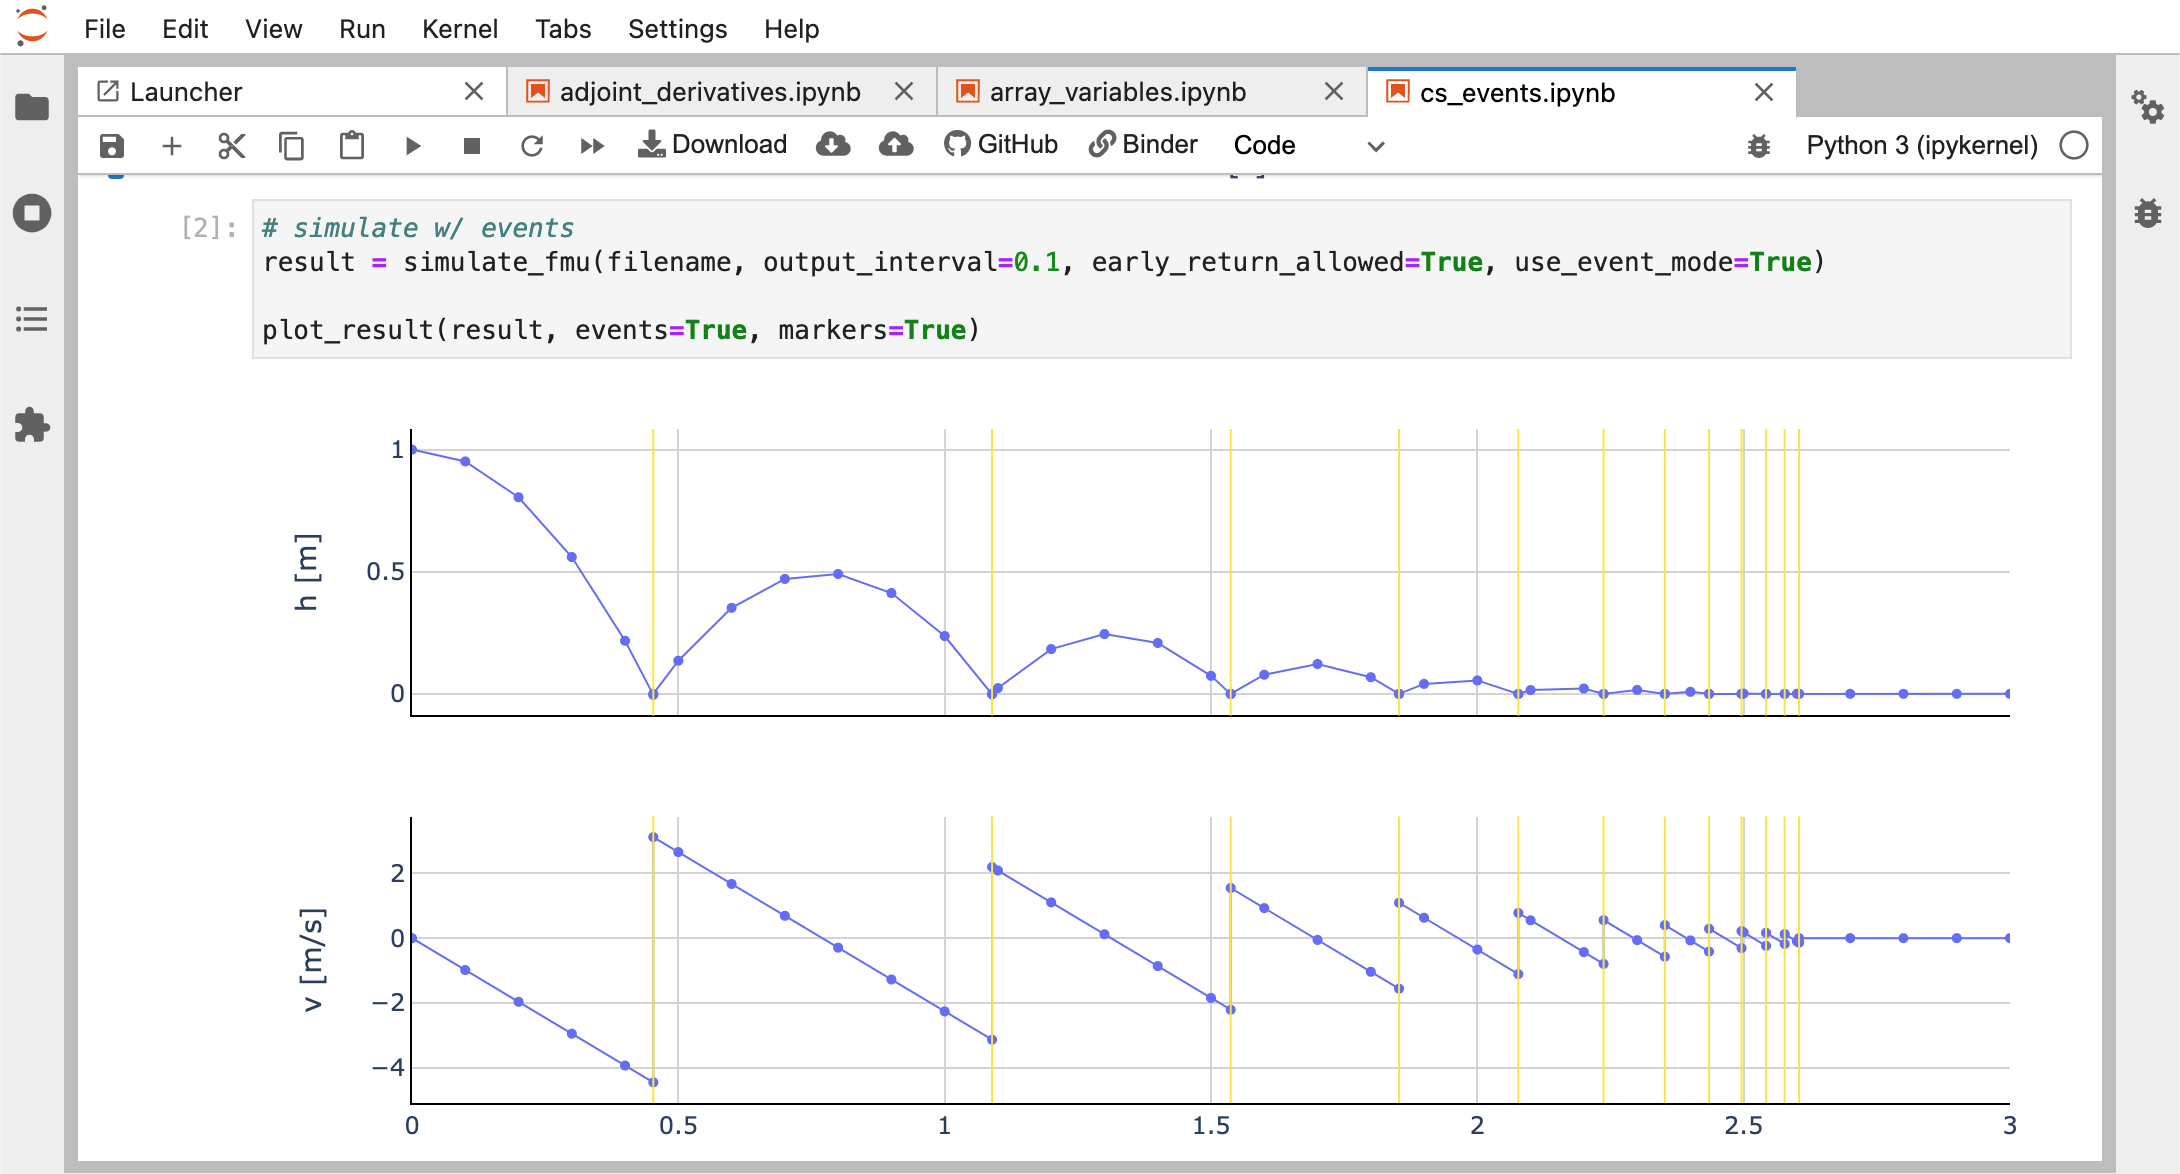 File Edit View Run Kernel Tabs Settings Help
Launcher adjoint_derivatives.ipynb array_variables.ipynb cs_events.ipynb
Download GitHub Binder Code Python 3 (ipykernel)
[2]: # simulate w/ events
result = simulate_fmu(filename, output_interval=0.1, early_return_allowed=True, use_event_mode=True)
plot_result(result, events=True, markers=True)
1
0.5
0
h [m]
2
0
−2
−4
v [m/s]
0 0.5 1 1.5 2 2.5 3